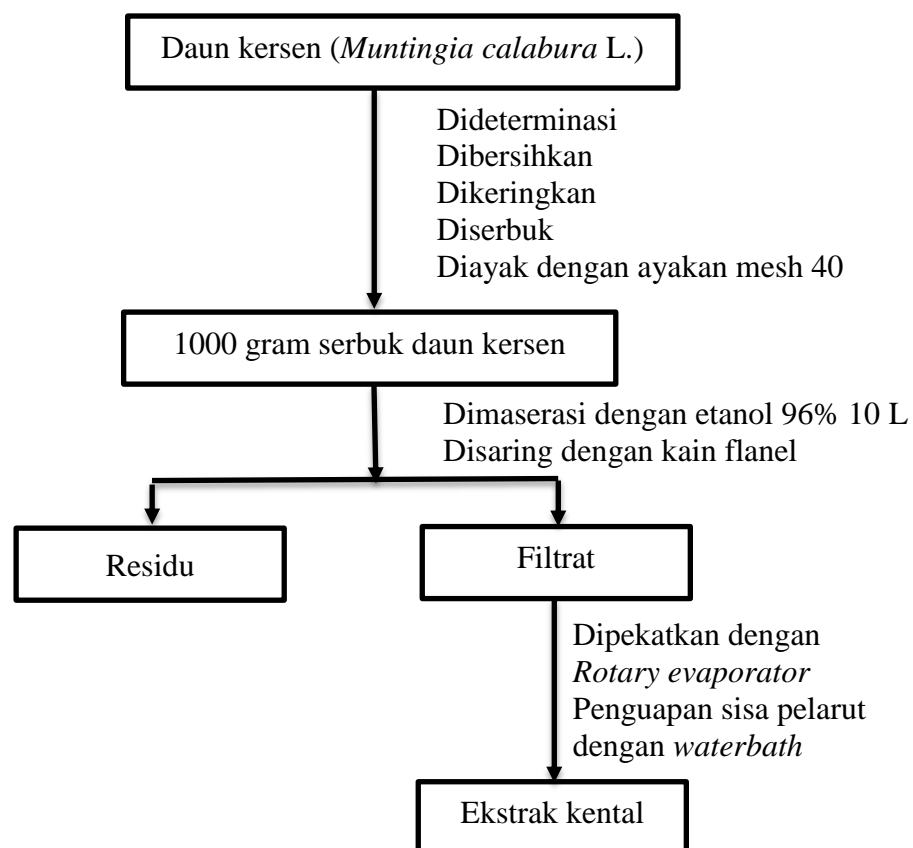 Daun kersen (Muntingia calabura L.)
Dideterminasi
Dibersihkan
Dikeringkan
Diserbuk
Diayak dengan ayakan mesh 40
1000 gram serbuk daun kersen
Dimaserasi dengan etanol 96% 10 L
Disaring dengan kain flanel
Residu
Filtrat
Dipekatkan dengan
Rotary evaporator
Penguapan sisa pelarut
dengan waterbath
Ekstrak kental